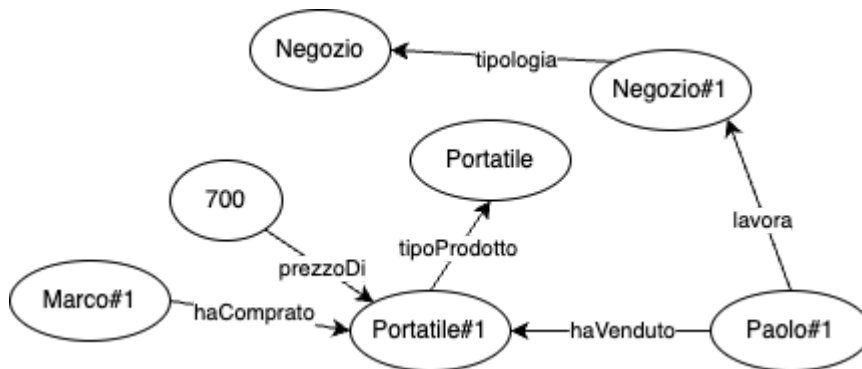 Negozio
tipologia
Negozio#1
Portatile
700
lavora
tipoProdotto
prezzoDi
Marco#1
haComprato
Portatile#1
haVenduto
Paolo#1